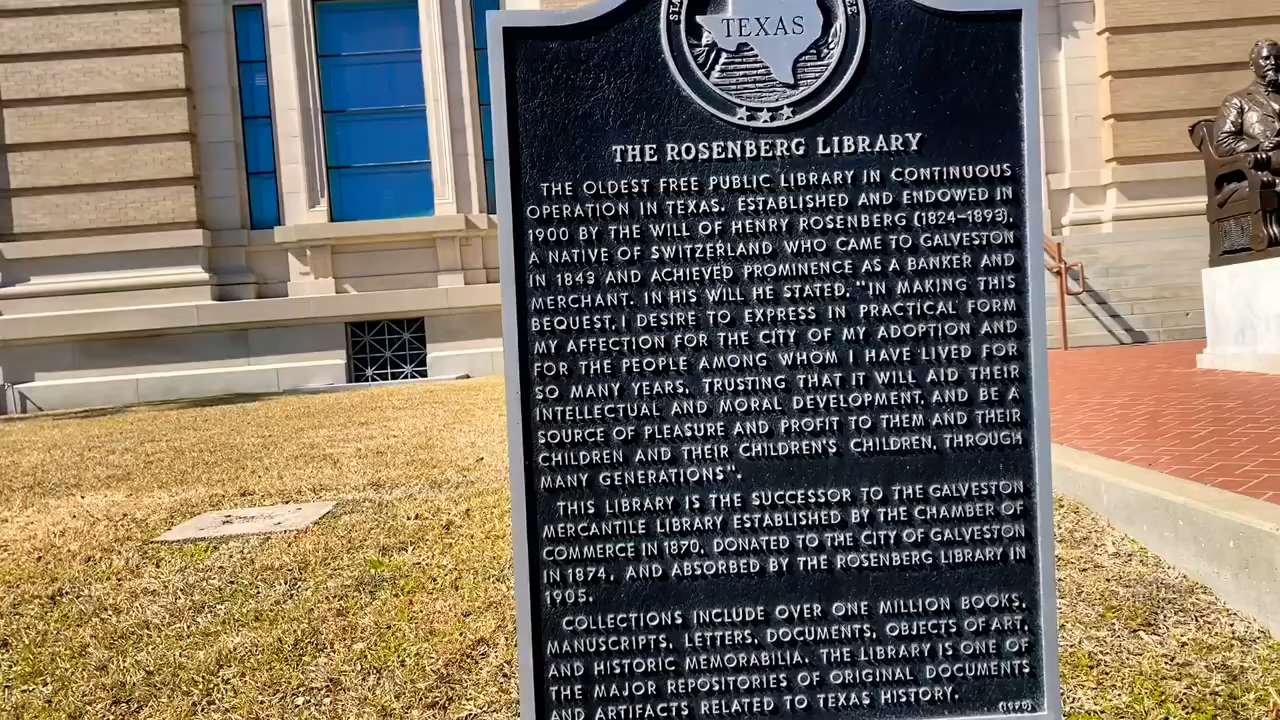 TEXAS
THE ROSENBERG LIBRARY
THE OLDEST FREE PUBLIC LIBRARY IN CONTINUOUS
OPERATION IN TEXAS. ESTABLISHED AND ENDOWED IN
1900 BY THE WILL OF HENRY ROSENBERG (1824–1893),
A NATIVE OF SWITZERLAND WHO CAME TO GALVESTON
IN 1843 AND ACHIEVED PROMINENCE AS A BANKER AND
MERCHANT. IN HIS WILL HE STATED, "IN MAKING THIS
BEQUEST, I DESIRE TO EXPRESS IN PRACTICAL FORM
MY AFFECTION FOR THE CITY OF MY ADOPTION AND
FOR THE PEOPLE AMONG WHOM I HAVE LIVED FOR
SO MANY YEARS, TRUSTING THAT IT WILL AID THEIR
INTELLECTUAL AND MORAL DEVELOPMENT, AND BE A
SOURCE OF PLEASURE AND PROFIT TO THEM AND THEIR
CHILDREN AND THEIR CHILDREN'S CHILDREN, THROUGH
MANY GENERATIONS".
THIS LIBRARY IS THE SUCCESSOR TO THE GALVESTON
MERCANTILE LIBRARY ESTABLISHED BY THE CHAMBER OF
COMMERCE IN 1870, DONATED TO THE CITY OF GALVESTON
IN 1874, AND ABSORBED BY THE ROSENBERG LIBRARY IN
1905.
COLLECTIONS INCLUDE OVER ONE MILLION BOOKS,
MANUSCRIPTS, LETTERS, DOCUMENTS, OBJECTS OF ART,
AND HISTORIC MEMORABILIA. THE LIBRARY IS ONE OF
THE MAJOR REPOSITORIES OF ORIGINAL DOCUMENTS
AND ARTIFACTS RELATED TO TEXAS HISTORY.